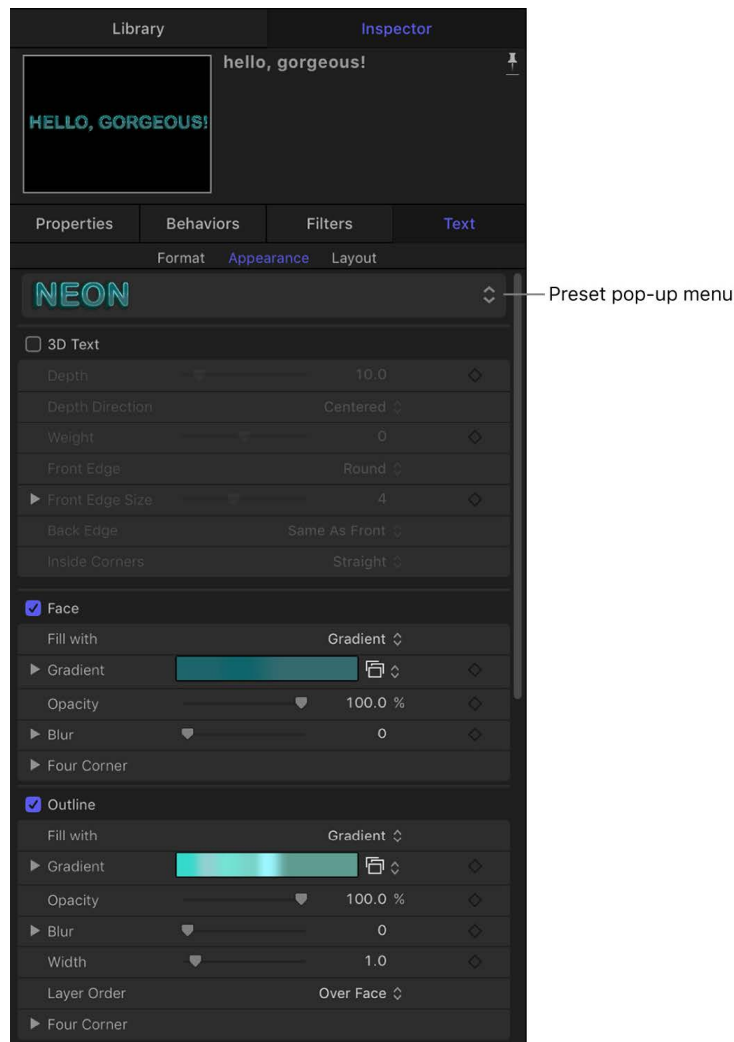 Library Inspector
hello, gorgeous!
HELLO, GORGEOUS!
Properties Behaviors Filters Text
Format Appearance Layout
NEON
Preset pop-up menu
3D Text
Depth 10.0
Depth Direction Centered
Weight 0
Front Edge Round
Front Edge Size 4
Back Edge Same As Front
Inside Corners Straight
Face
Fill with Gradient
Gradient
Opacity 100.0 %
Blur 0
Four Corner
Outline
Fill with Gradient
Gradient
Opacity 100.0 %
Blur 0
Width 1.0
Layer Order Over Face
Four Corner